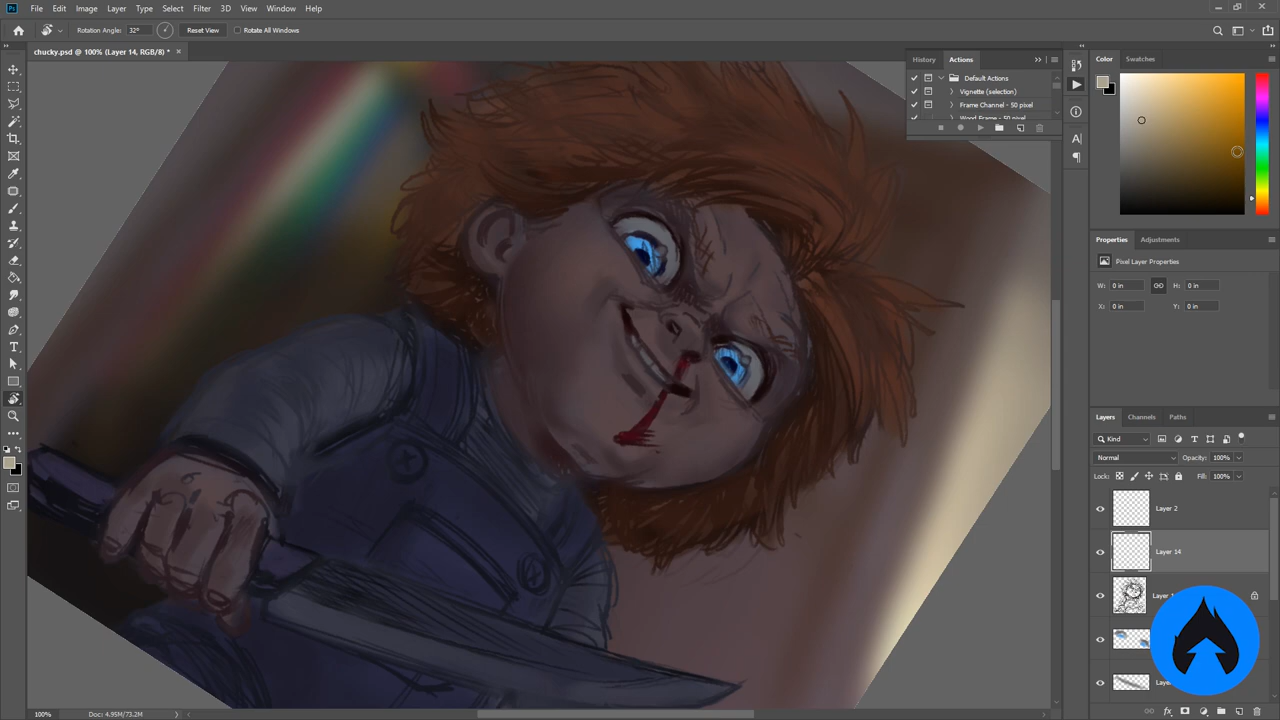 Ps File Edit Image Layer Type Select Filter 3D View Window Help
Rotation Angle: 32° Reset View Rotate All Windows
chucky.psd @ 100% (Layer 14, RGB/8) *
History Actions
Default Actions
Vignette (selection)
Frame Channel - 50 pixel
Wood Frame - 50 pixel
Color Swatches
Properties Adjustments
Pixel Layer Properties
W: 0 in H: 0 in
X: 0 in Y: 0 in
Layers Channels Paths
Kind
Normal Opacity: 100%
Lock: Fill: 100%
Layer 2
Layer 14
Layer
100% Doc: 4.95M/73.2M